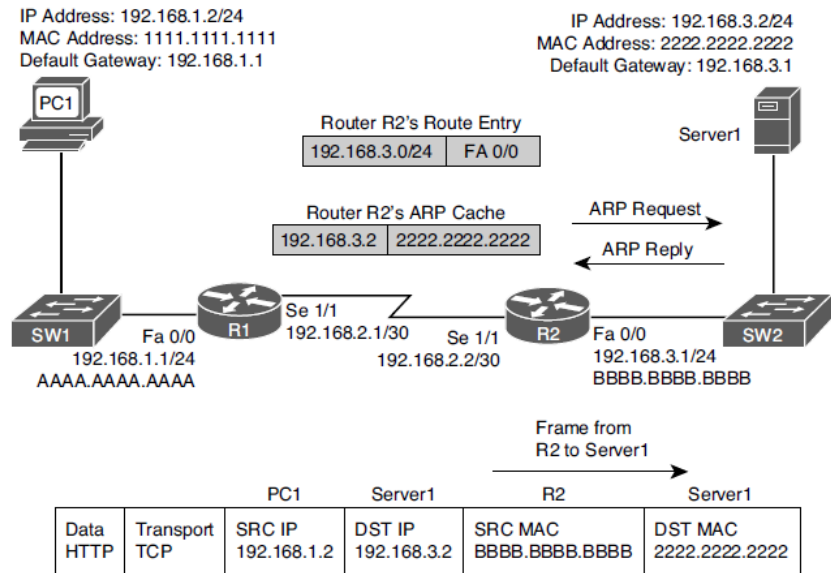 IP Address: 192.168.1.2/24
MAC Address: 1111.1111.1111
Default Gateway: 192.168.1.1
IP Address: 192.168.3.2/24
MAC Address: 2222.2222.2222
Default Gateway: 192.168.3.1
PC1
Server1
Router R2's Route Entry
192.168.3.0/24 FA 0/0
Router R2's ARP Cache
192.168.3.2 2222.2222.2222
ARP Request
ARP Reply
SW1
Fa 0/0
192.168.1.1/24
AAAA.AAAA.AAAA
R1
Se 1/1
192.168.2.1/30
Se 1/1
192.168.2.2/30
R2
Fa 0/0
192.168.3.1/24
BBBB.BBBB.BBBB
SW2
Frame from
R2 to Server1
PC1 Server1 R2 Server1
Data Transport SRC IP DST IP SRC MAC DST MAC
HTTP TCP 192.168.1.2 192.168.3.2 BBBB.BBBB.BBBB 2222.2222.2222